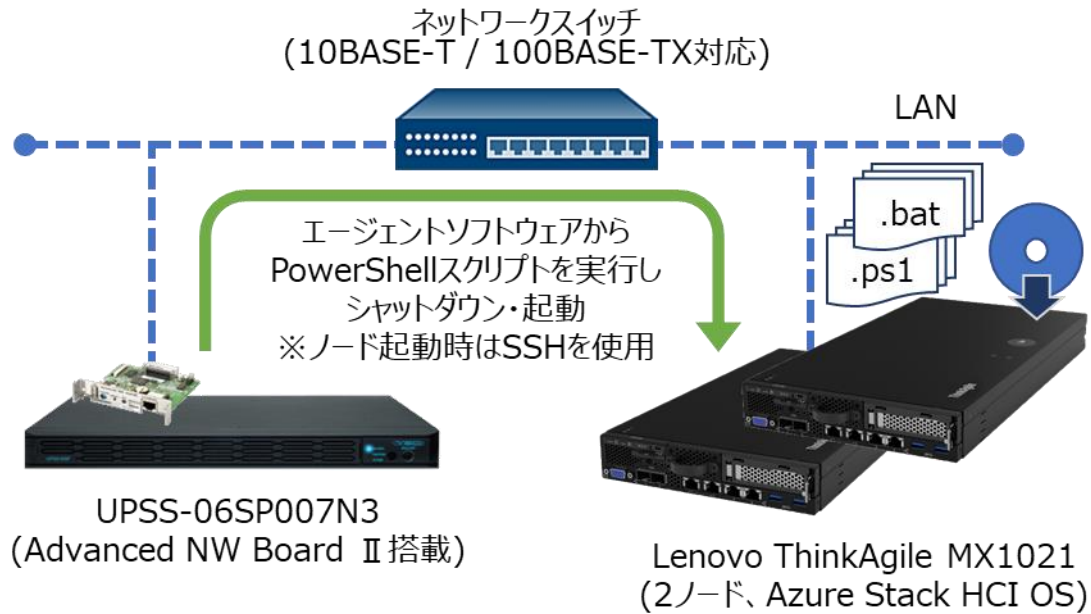 ネットワークスイッチ
(10BASE-T / 100BASE-TX対応)
LAN
.bat
.ps1
エージェントソフトウェアから
PowerShellスクリプトを実行し
シャットダウン・起動
※ノード起動時はSSHを使用
UPSS-06SP007N3
(Advanced NW Board Ⅱ搭載)
Lenovo ThinkAgile MX1021
(2ノード、Azure Stack HCI OS)